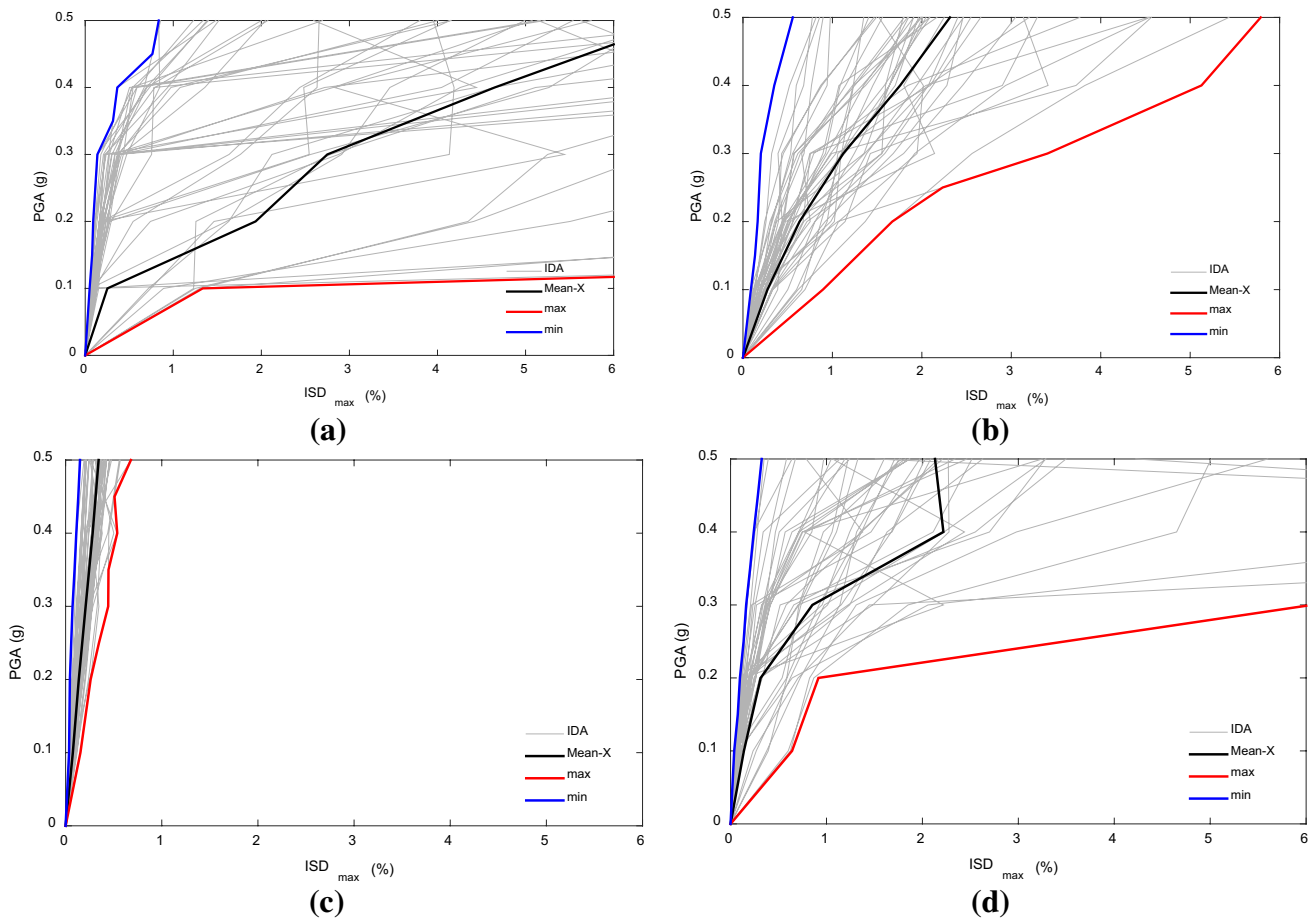 0.5
0.4
0.3
0.2
0.1
0
PGA (g)
IDA
Mean-X
max
min
0 1 2 3 4 5 6
ISD max (%)
(a)
0.5
0.4
0.3
0.2
0.1
0
PGA (g)
IDA
Mean-X
max
min
0 1 2 3 4 5 6
ISD max (%)
(b)
0.5
0.4
0.3
0.2
0.1
0
PGA (g)
IDA
Mean-X
max
min
0 1 2 3 4 5 6
ISD max (%)
(c)
0.5
0.4
0.3
0.2
0.1
0
PGA (g)
IDA
Mean-X
max
min
0 1 2 3 4 5 6
ISD max (%)
(d)